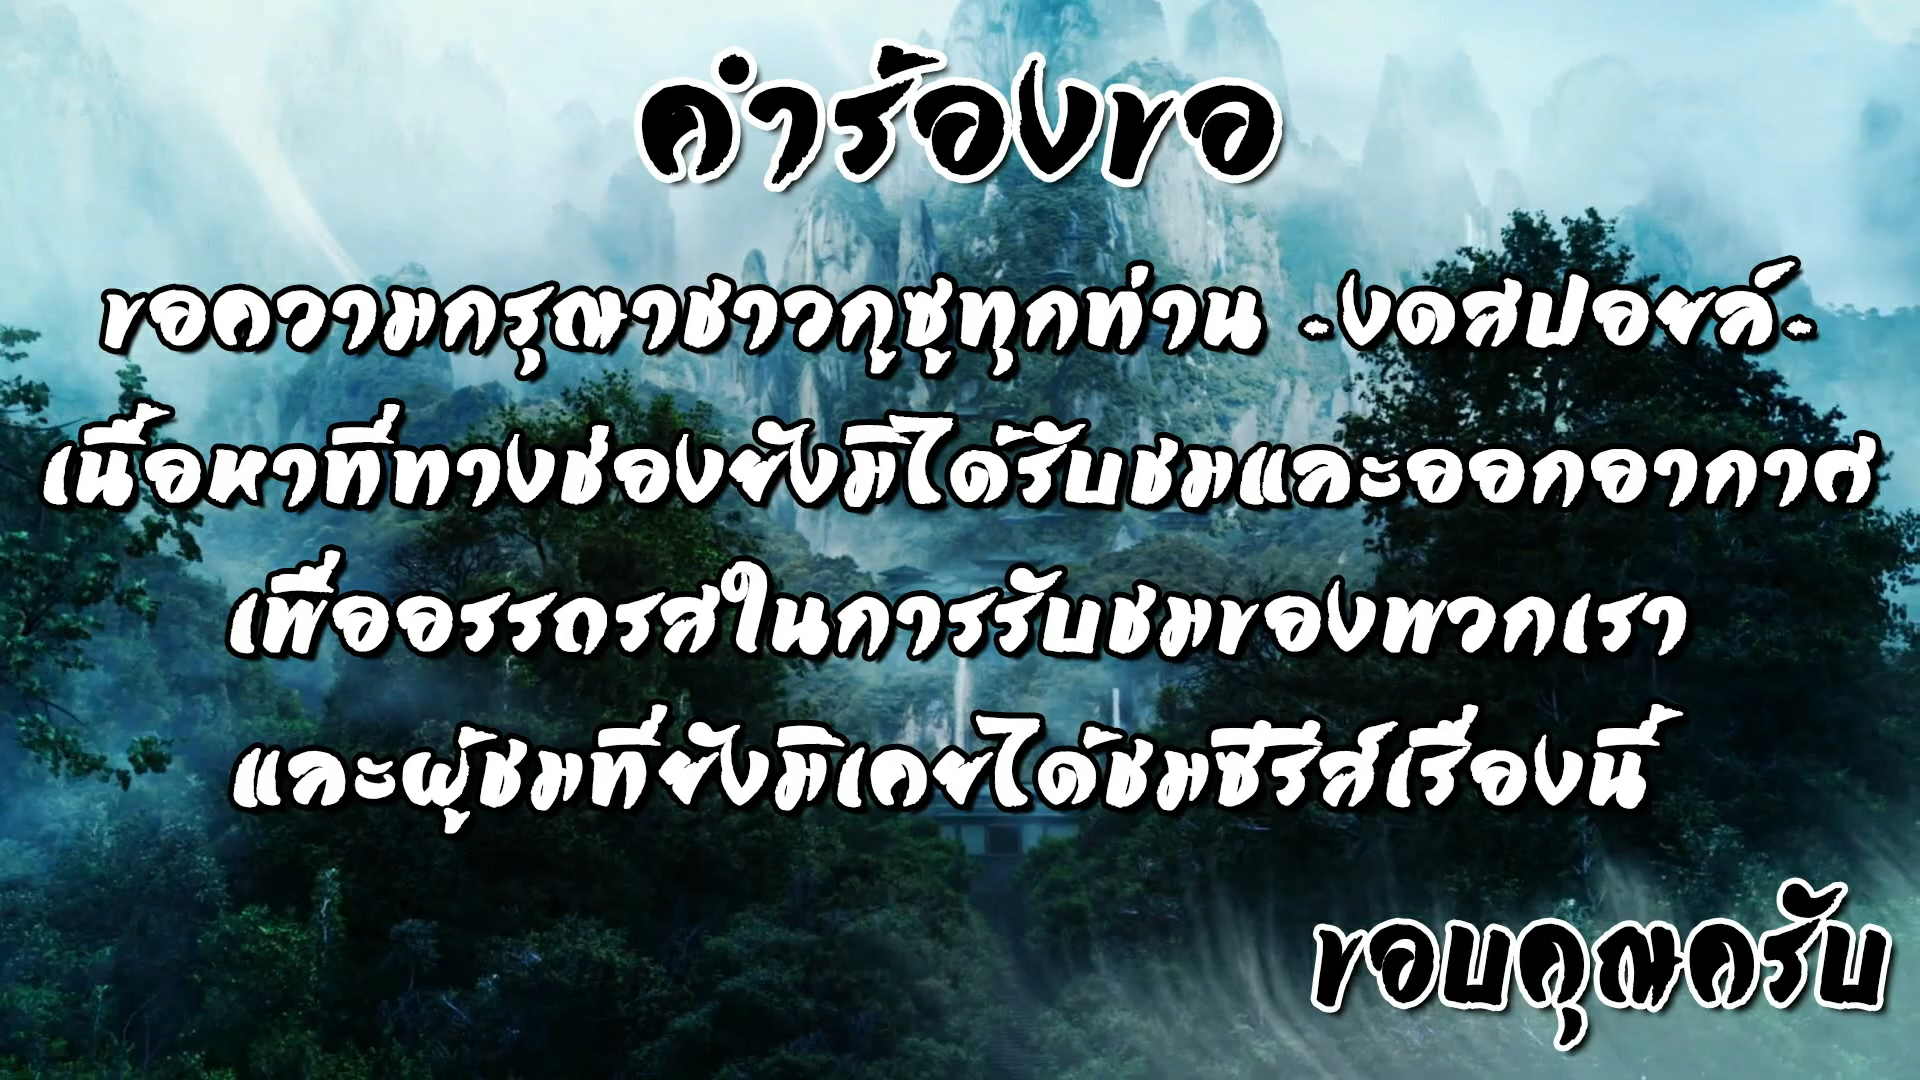 คำร้องขอ
ขอความกรุณาชาวกูซูทุกท่าน -งดสปอยล์-
เนื้อหาที่ทางช่องยังมิได้รับชมและออกอากาศ
เพื่ออรรถรสในการรับชมของพวกเรา
และผู้ชมที่ยังมิเคยได้ชมซีรีส์เรื่องนี้
ขอบคุณครับ